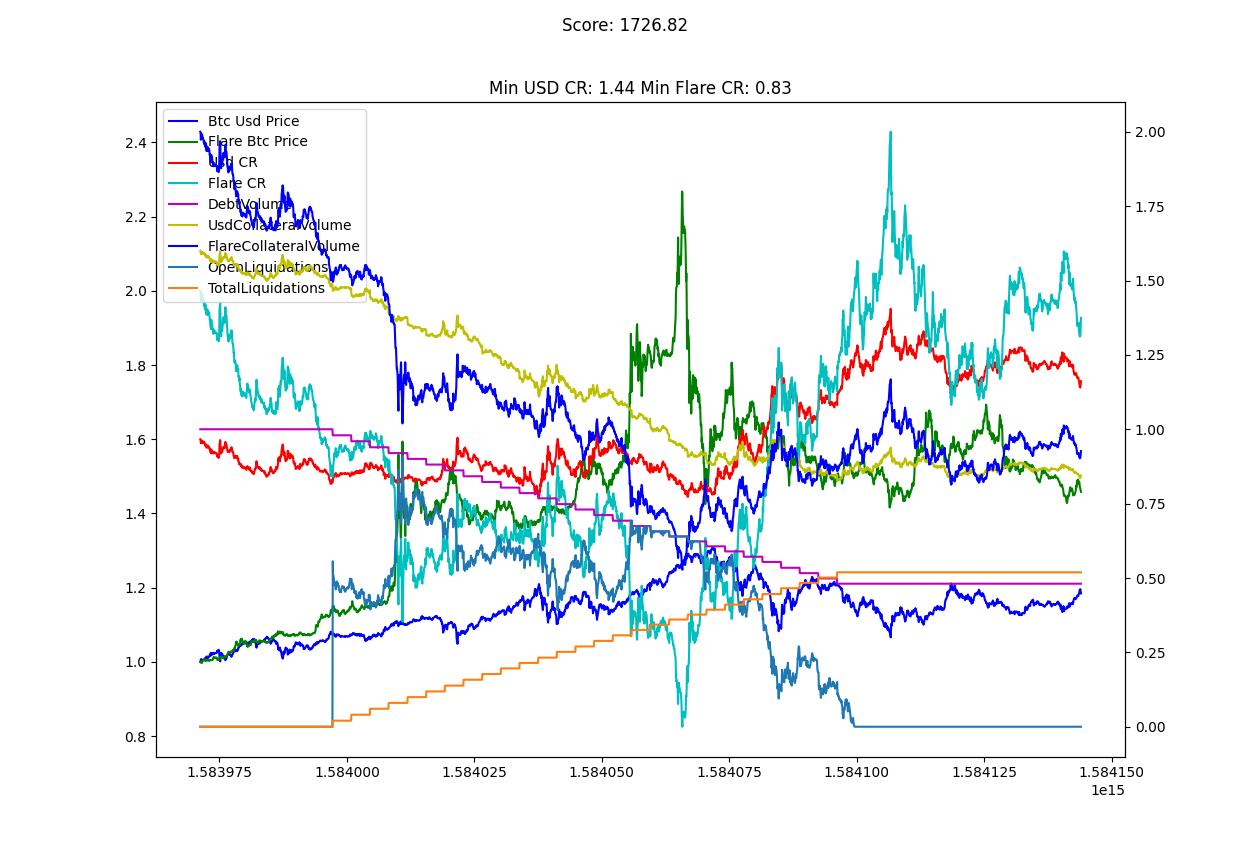 Score: 1726.82
Min USD CR: 1.44 Min Flare CR: 0.83
Btc Usd Price
Flare Btc Price
Usd CR
Flare CR
DebtVolume
UsdCollateralVolume
FlareCollateralVolume
OpenLiquidations
TotalLiquidations
2.4
2.2
2.0
1.8
1.6
1.4
1.2
1.0
0.8
2.00
1.75
1.50
1.25
1.00
0.75
0.50
0.25
0.00
1.583975 1.584000 1.584025 1.584050 1.584075 1.584100 1.584125 1.584150
1e15